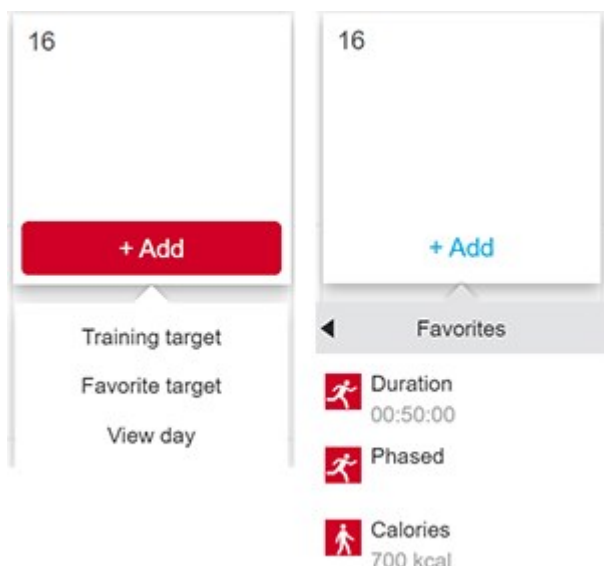 16
+ Add
Training target
Favorite target
View day
16
+ Add
Favorites
Duration
00:50:00
Phased
Calories
700 kcal